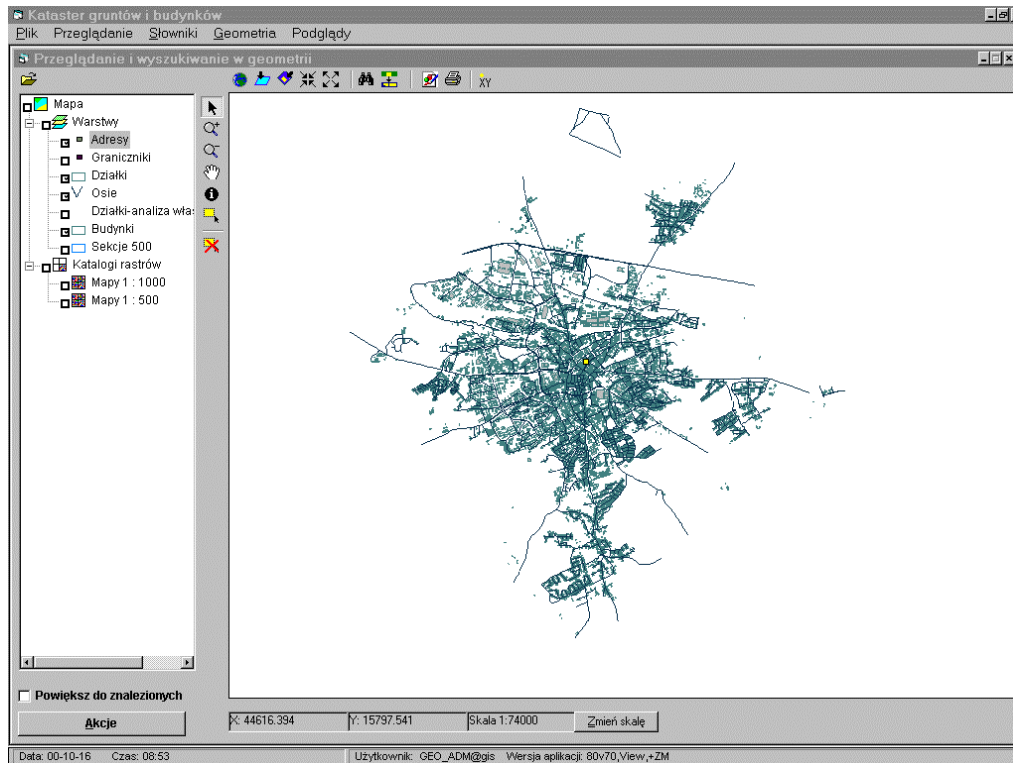 Kataster gruntów i budynków
Plik Przeglądanie Słowniki Geometria Podglądy
Przeglądanie i wyszukiwanie w geometrii
XY
Mapa
Warstwy
Adresy
Graniczniki
Działki
Osie
Działki-analiza włas
Budynki
Sekcje 500
Katalogi rastrów
Mapy 1 : 1000
Mapy 1 : 500
Powiększ do znalezionych
Akcje
X: 44616.394 Y: 15797.541 Skala 1:74000 Zmień skalę
Data: 00-10-16 Czas: 08:53 Użytkownik: GEO_ADM@gis Wersja aplikacji: 80v70,View,+ZM